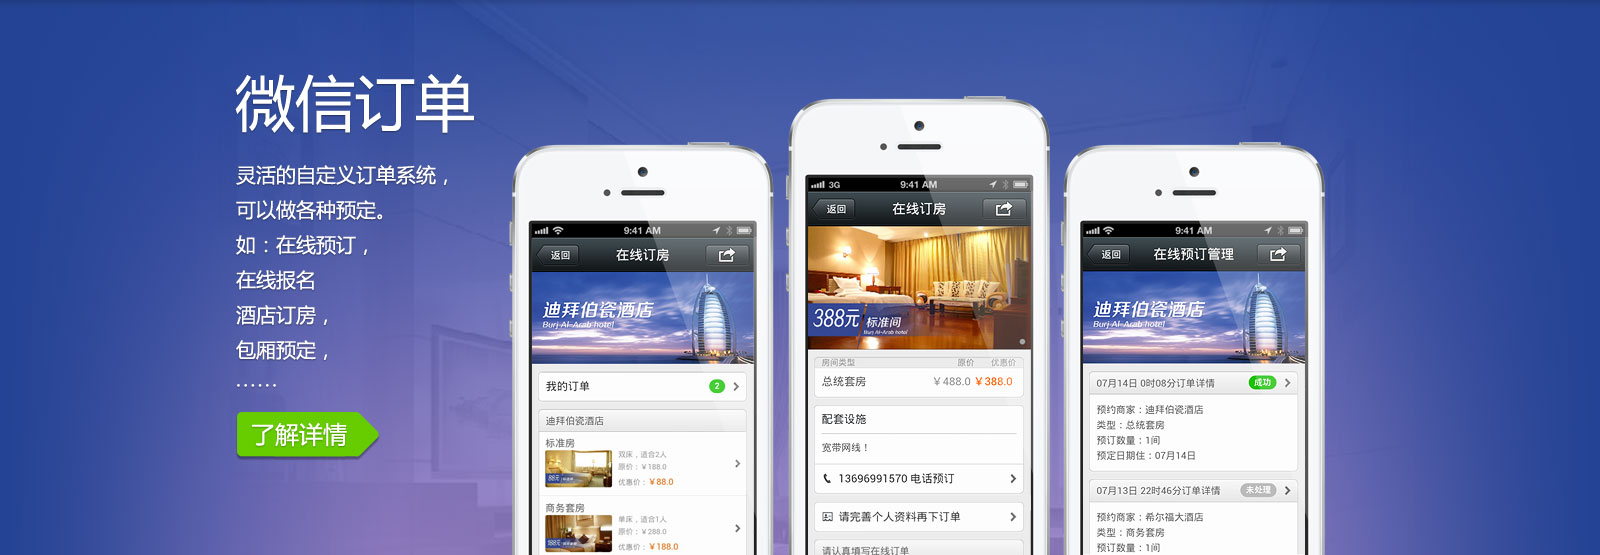 微信订单
灵活的自定义订单系统，
可以做各种预定。
如：在线预订，
在线报名
酒店订房，
包厢预定，
······
了解详情
9:41 AM
返回
在线订房
迪拜伯瓷酒店
Burj Al-Arab hotel
我的订单
2
迪拜伯瓷酒店
标准房
双床，适合2人
原价：￥188.0
优惠价：￥88.0
商务套房
单床，适合1人
原价：￥288.0
优惠价：￥188.0
3G
9:41 AM
返回
在线订房
388元 标准间
Burj Al-Arab hotel
房间类型 原价 优惠价
总统套房 ￥488.0 ￥388.0
配套设施
宽带网线！
13696991570 电话预订
请完善个人资料再下订单
请认真填写在线订单
9:41 AM
返回
在线预订管理
迪拜伯瓷酒店
Burj Al-Arab hotel
07月14日 0时08分订单详情 成功
预约商家：迪拜伯瓷酒店
类型：总统套房
预订数量：1间
预定日期住：07月14日
07月13日 22时46分订单详情 未处理
预约商家：希尔福大酒店
类型：商务套房
预订数量：1间